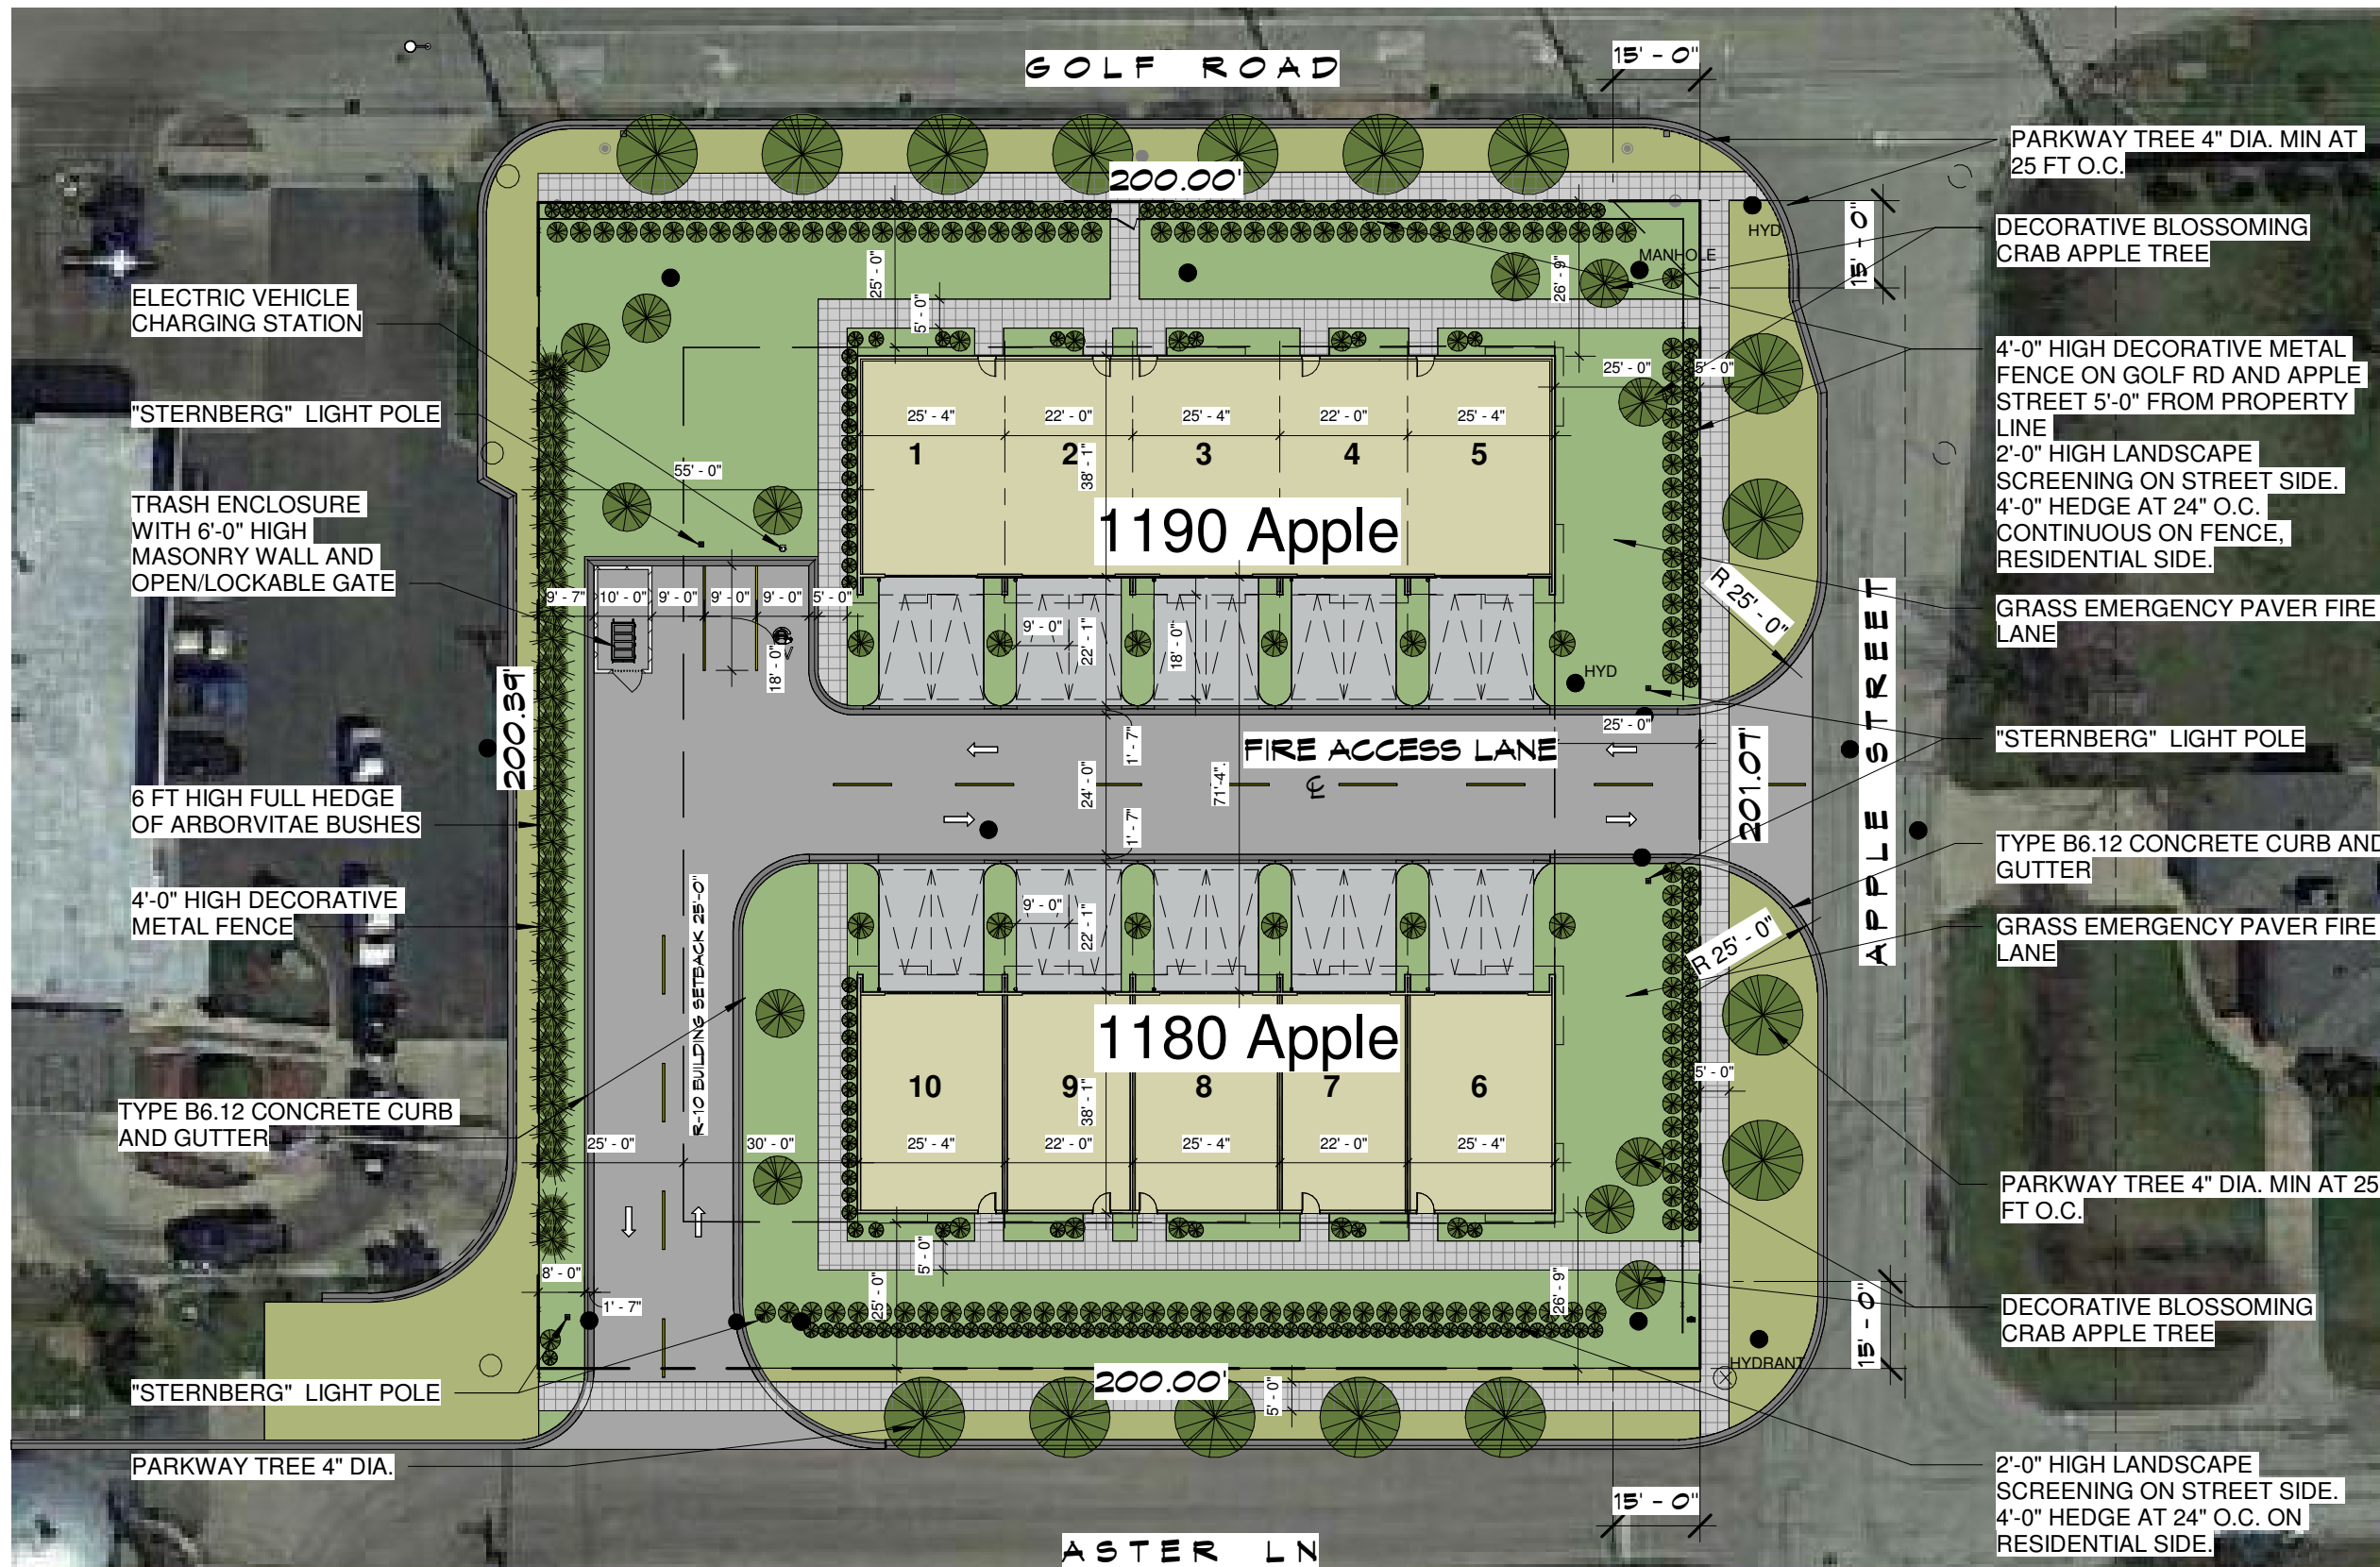 GOLF ROAD
15' - 0"
200.00'
PARKWAY TREE 4" DIA. MIN AT
25 FT O.C.
DECORATIVE BLOSSOMING
CRAB APPLE TREE
15' - 0"
HYD
MANHOLE
25' - 0"
5' - 0"
26' - 9"
ELECTRIC VEHICLE
CHARGING STATION
"STERNBERG" LIGHT POLE
TRASH ENCLOSURE
WITH 6'-0" HIGH
MASONRY WALL AND
OPEN/LOCKABLE GATE
4'-0" HIGH DECORATIVE METAL
FENCE ON GOLF RD AND APPLE
STREET 5'-0" FROM PROPERTY
LINE
2'-0" HIGH LANDSCAPE
SCREENING ON STREET SIDE.
4'-0" HEDGE AT 24" O.C.
CONTINUOUS ON FENCE,
RESIDENTIAL SIDE.
25' - 0"
5' - 0"
25' - 4"
22' - 0"
25' - 4"
22' - 0"
25' - 4"
1
2
3
4
5
38' - 1"
55' - 0"
1190 Apple
R 25' - 0"
GRASS EMERGENCY PAVER FIRE
LANE
9' - 7"
10' - 0"
9' - 0"
9' - 0"
9' - 0"
5' - 0"
18' - 0"
9' - 0"
22' - 1"
18' - 0"
HYD
200.39'
25' - 0"
1' - 7"
FIRE ACCESS LANE
24' - 0"
71'-4".
1' - 7"
201.07'
APPLE STREET
"STERNBERG" LIGHT POLE
6 FT HIGH FULL HEDGE
OF ARBORVITAE BUSHES
4'-0" HIGH DECORATIVE
METAL FENCE
TYPE B6.12 CONCRETE CURB AND
GUTTER
GRASS EMERGENCY PAVER FIRE
LANE
R-10 BUILDING SETBACK 25'-0"
9' - 0"
22' - 1"
R 25' - 0"
1180 Apple
10
9
8
7
6
38' - 1"
5' - 0"
TYPE B6.12 CONCRETE CURB
AND GUTTER
25' - 0"
30' - 0"
25' - 4"
22' - 0"
25' - 4"
22' - 0"
25' - 4"
PARKWAY TREE 4" DIA. MIN AT 25
FT O.C.
8' - 0"
1' - 7"
5' - 0"
25' - 0"
26' - 9"
15' - 0"
DECORATIVE BLOSSOMING
CRAB APPLE TREE
HYDRANT
"STERNBERG" LIGHT POLE
200.00'
5' - 0"
PARKWAY TREE 4" DIA.
15' - 0"
2'-0" HIGH LANDSCAPE
SCREENING ON STREET SIDE.
4'-0" HEDGE AT 24" O.C. ON
RESIDENTIAL SIDE.
ASTER LN